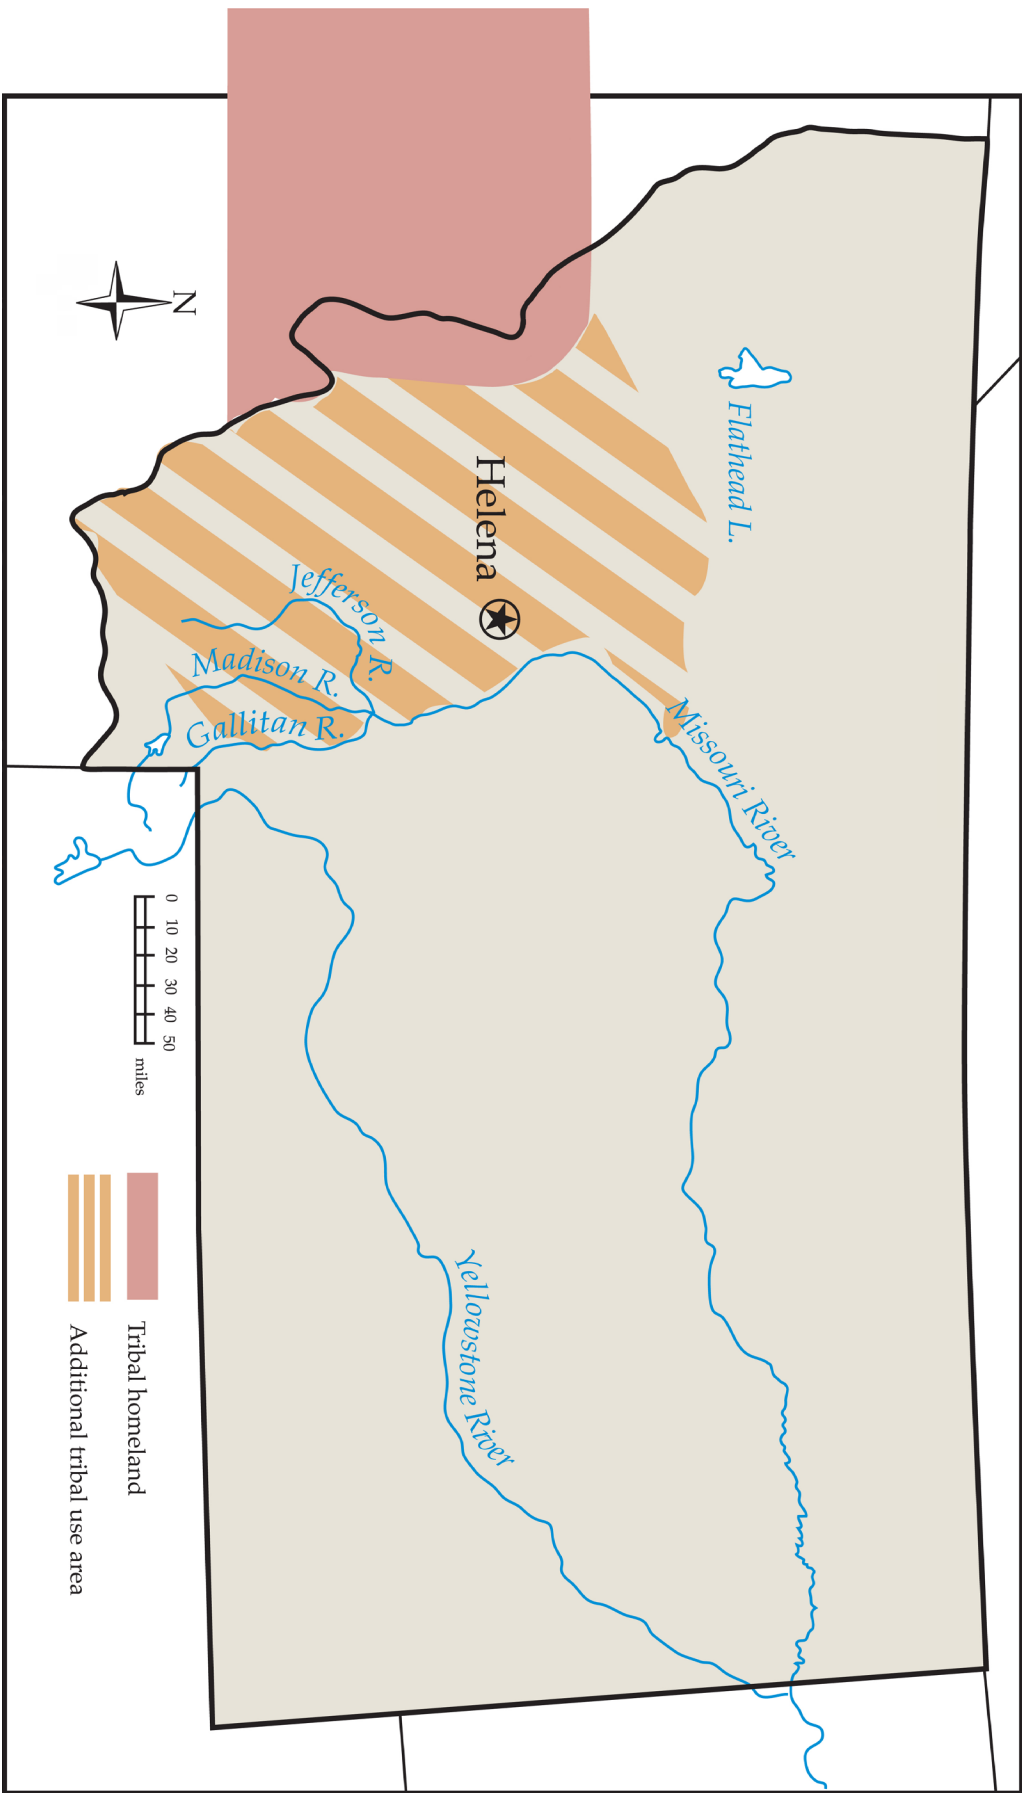 Flathead L.
Missouri River
Helena
Jefferson R.
Madison R.
Gallitan R.
Yellowstone River
N
0 10 20 30 40 50
miles
Tribal homeland
Additional tribal use area